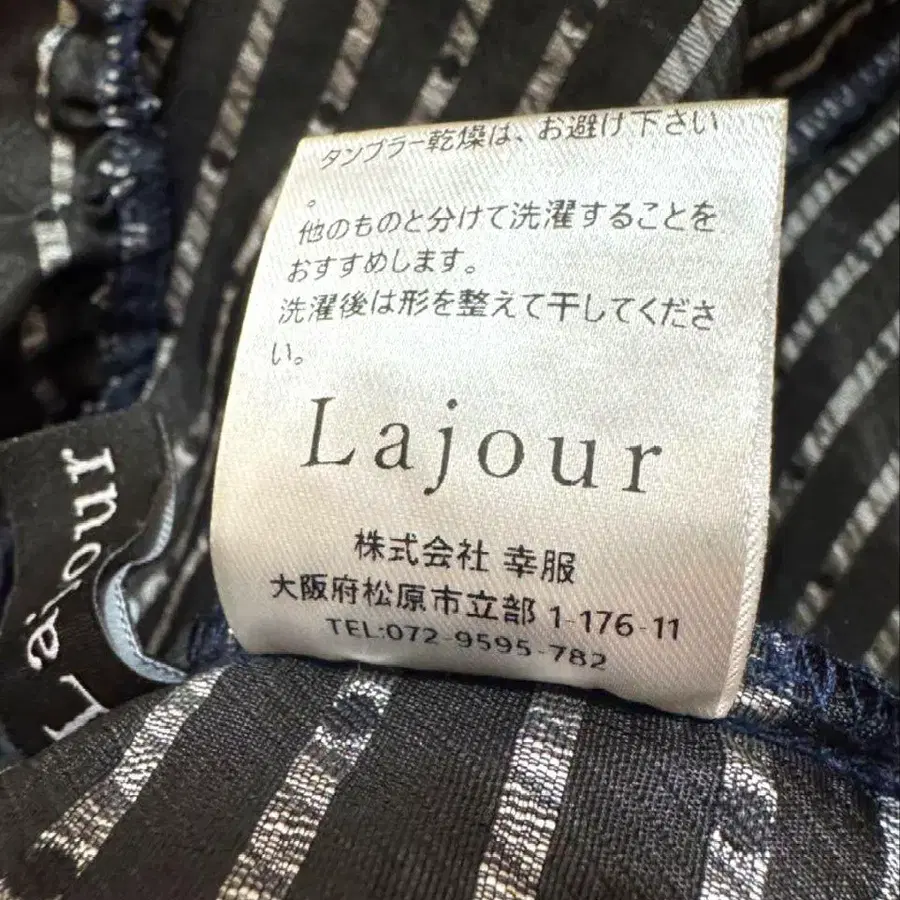 タンブラー乾燥は、お避け下さい
。
他のものと分けて洗濯することを
おすすめします。
洗濯後は形を整えて干してくださ
い。
Lajour
株式会社 幸服
大阪府松原市立部 1-176-11
TEL:072-9595-782
Lajour